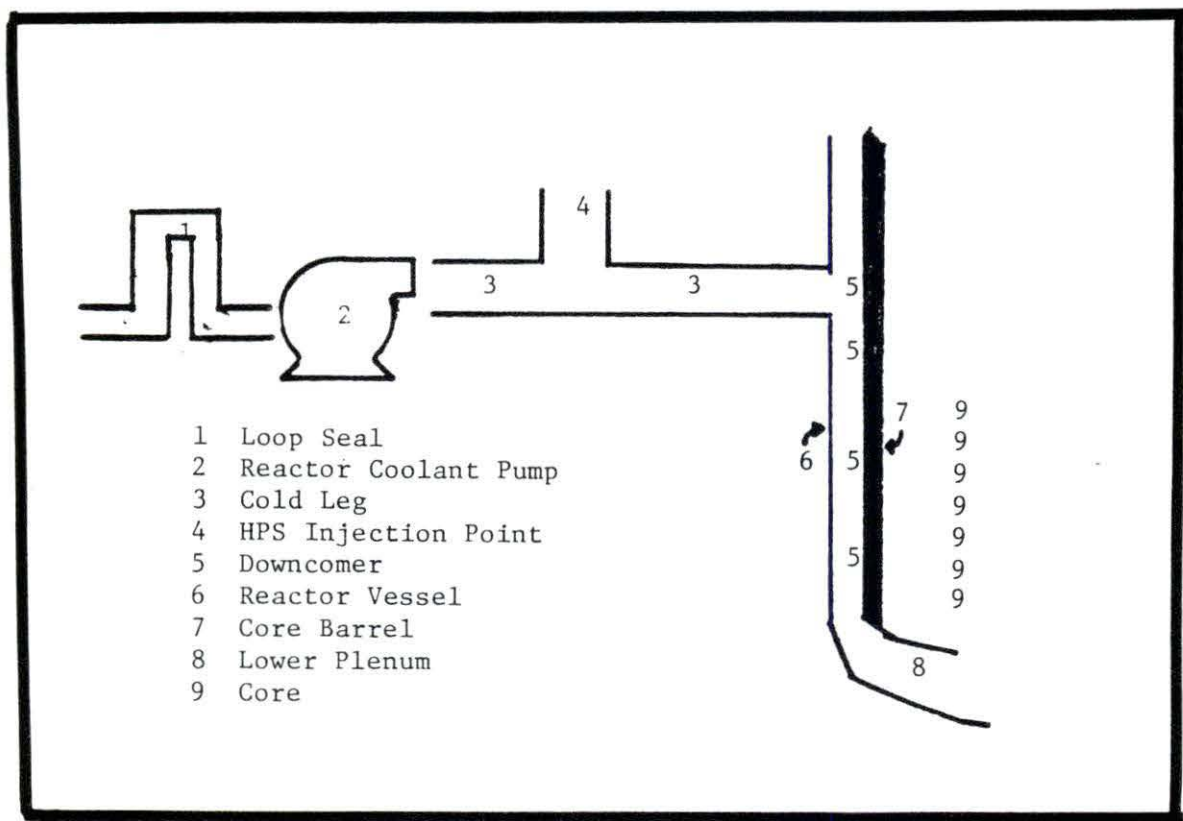 1
2
3
3
4
5
5
5
5
6
7
8
9
9
9
9
9
9
9
1 Loop Seal
2 Reactor Coolant Pump
3 Cold Leg
4 HPS Injection Point
5 Downcomer
6 Reactor Vessel
7 Core Barrel
8 Lower Plenum
9 Core